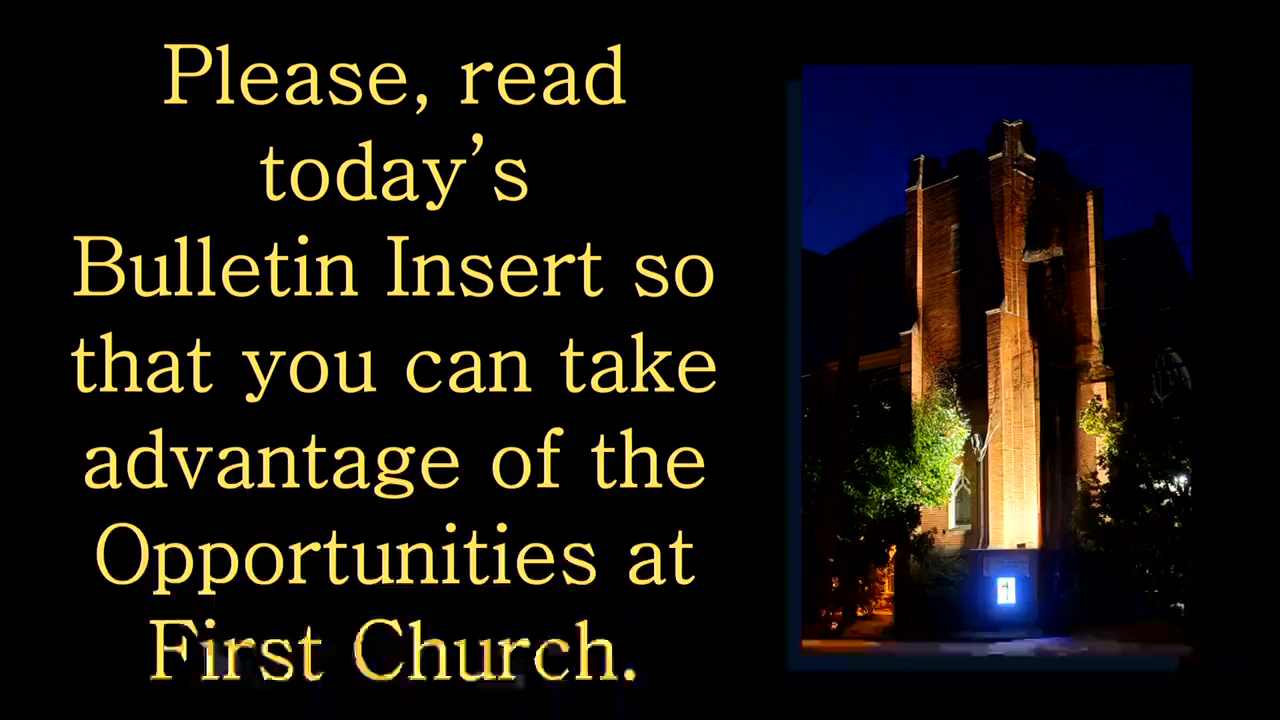 Please, read
today’s
Bulletin Insert so
that you can take
advantage of the
Opportunities at
First Church.